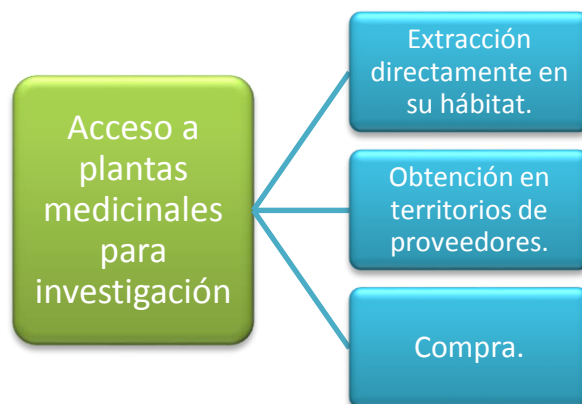 Acceso a
plantas
medicinales
para
investigación
Extracción
directamente en
su hábitat.
Obtención en
territorios de
proveedores.
Compra.